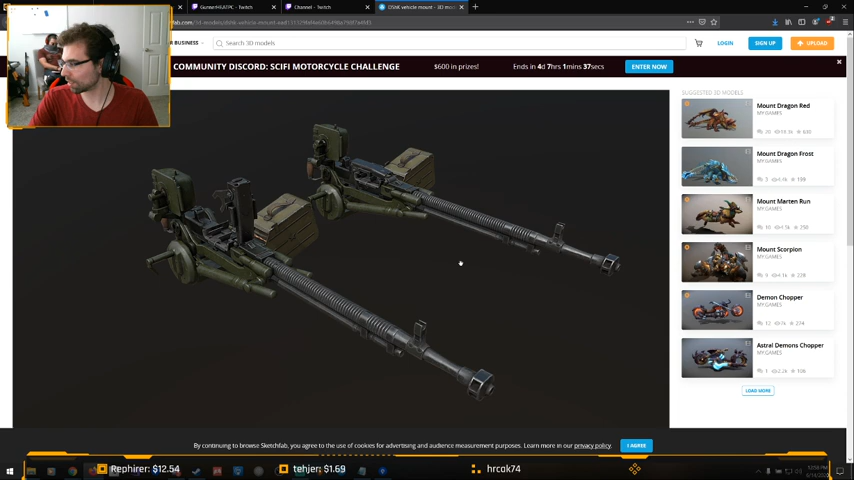 GunnerHEATPC - Twitch
Channel - Twitch
DShK vehicle mount - 3D mod
BUSINESS
Search 3D models
LOGIN
SIGN UP
UPLOAD
COMMUNITY DISCORD: SCIFI MOTORCYCLE CHALLENGE
$600 in prizes!
Ends in 4d 7hrs 1mins 37secs
ENTER NOW
SUGGESTED 3D MODELS
Mount Dragon Red
MY.GAMES
Mount Dragon Frost
MY.GAMES
Mount Marten Run
MY.GAMES
Mount Scorpion
MY.GAMES
Demon Chopper
MY.GAMES
Astral Demons Chopper
MY.GAMES
LOAD MORE
By continuing to browse Sketchfab, you agree to the use of cookies for advertising and audience measurement purposes. Learn more in our privacy policy.
I AGREE
Rephirer: $12.54
tehjer: $1.69
hrcok74